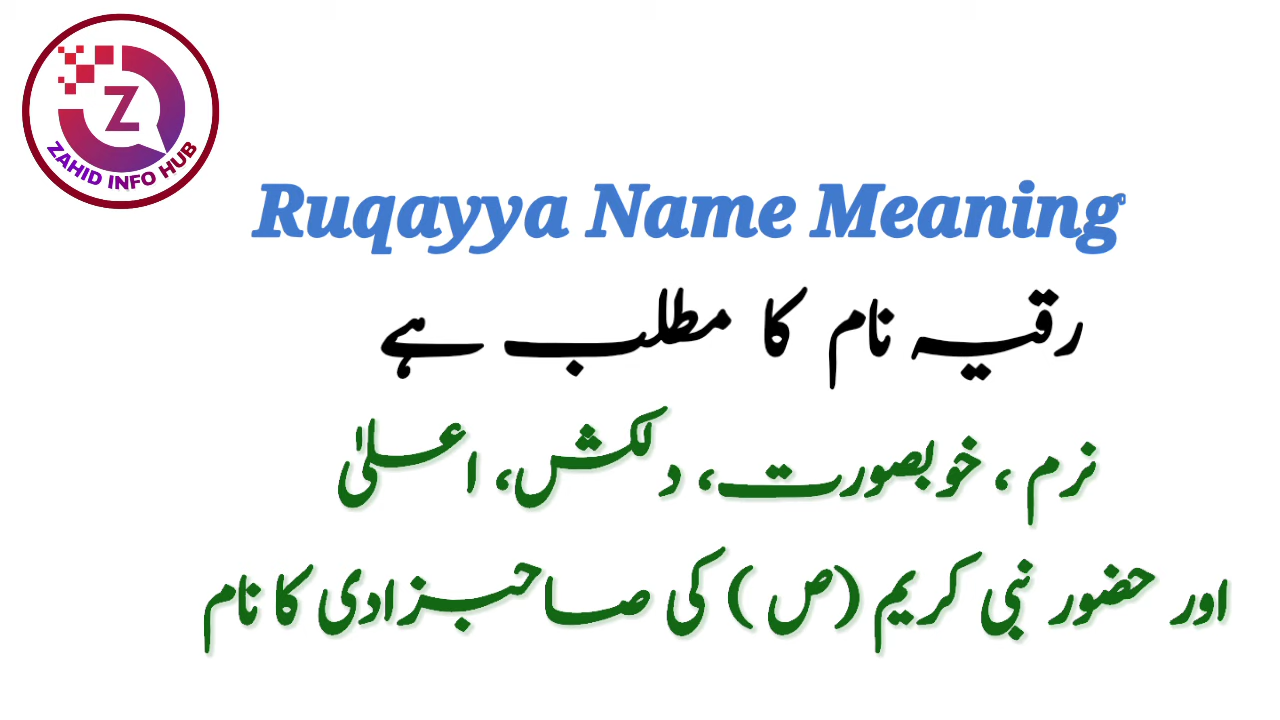 Z
ZAHID INFO HUB
Ruqayya Name Meaning
رقیہ نام کا مطلب ہے
نرم ، خوبصورت، دلکش، اعلیٰ
اور حضور نبی کریم (ص) کی صاحبزادی کا نام